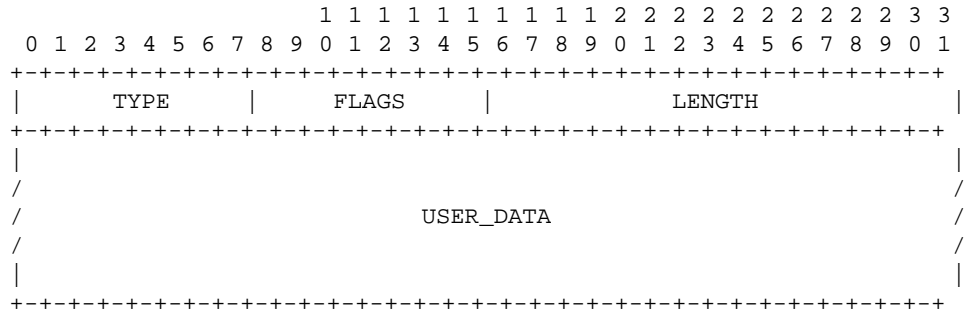 1 1 1 1 1 1 1 1 1 1 2 2 2 2 2 2 2 2 2 2 3 3
0 1 2 3 4 5 6 7 8 9 0 1 2 3 4 5 6 7 8 9 0 1 2 3 4 5 6 7 8 9 0 1
+-+-+-+-+-+-+-+-+-+-+-+-+-+-+-+-+-+-+-+-+-+-+-+-+-+-+-+-+-+-+-+-+
| TYPE | FLAGS | LENGTH |
+-+-+-+-+-+-+-+-+-+-+-+-+-+-+-+-+-+-+-+-+-+-+-+-+-+-+-+-+-+-+-+-+
| |
/ /
/ USER_DATA /
/ /
| |
+-+-+-+-+-+-+-+-+-+-+-+-+-+-+-+-+-+-+-+-+-+-+-+-+-+-+-+-+-+-+-+-+